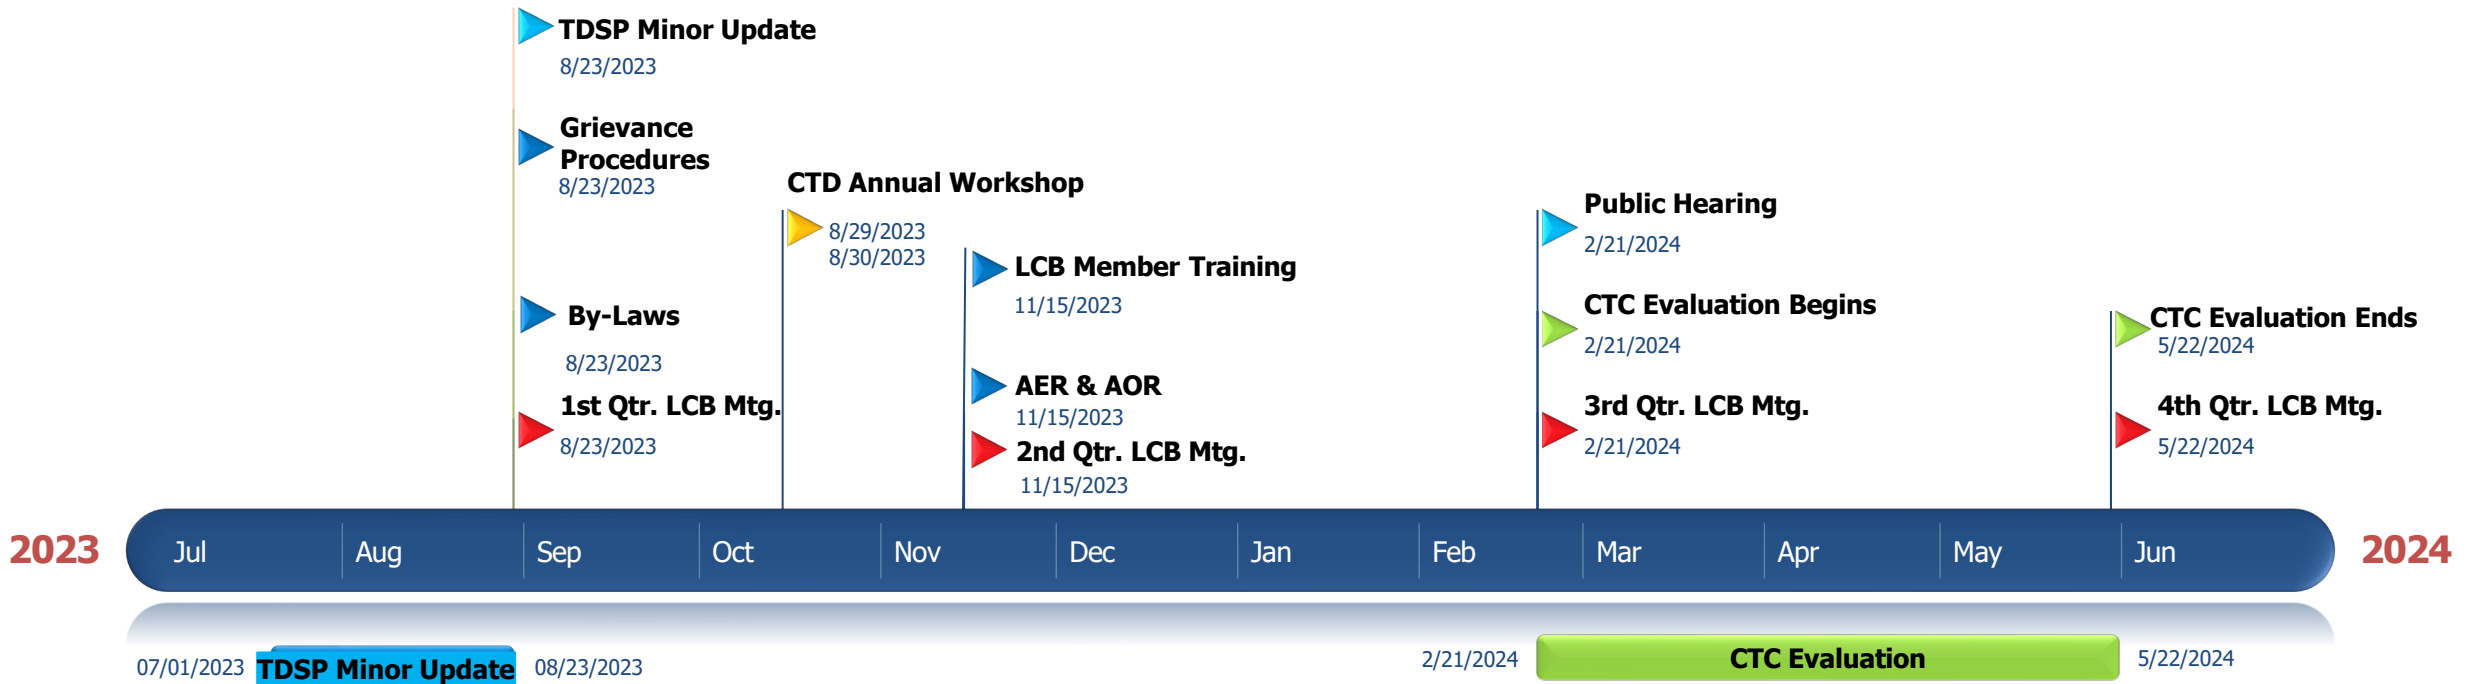 TDSP Minor Update
8/23/2023
Grievance
Procedures
8/23/2023
By-Laws
8/23/2023
1st Qtr. LCB Mtg.
8/23/2023
CTD Annual Workshop
8/29/2023
8/30/2023
LCB Member Training
11/15/2023
AER & AOR
11/15/2023
2nd Qtr. LCB Mtg.
11/15/2023
Public Hearing
2/21/2024
CTC Evaluation Begins
2/21/2024
3rd Qtr. LCB Mtg.
2/21/2024
CTC Evaluation Ends
5/22/2024
4th Qtr. LCB Mtg.
5/22/2024
2023 Jul Aug Sep Oct Nov Dec Jan Feb Mar Apr May Jun 2024
07/01/2023 TDSP Minor Update 08/23/2023
2/21/2024 CTC Evaluation 5/22/2024